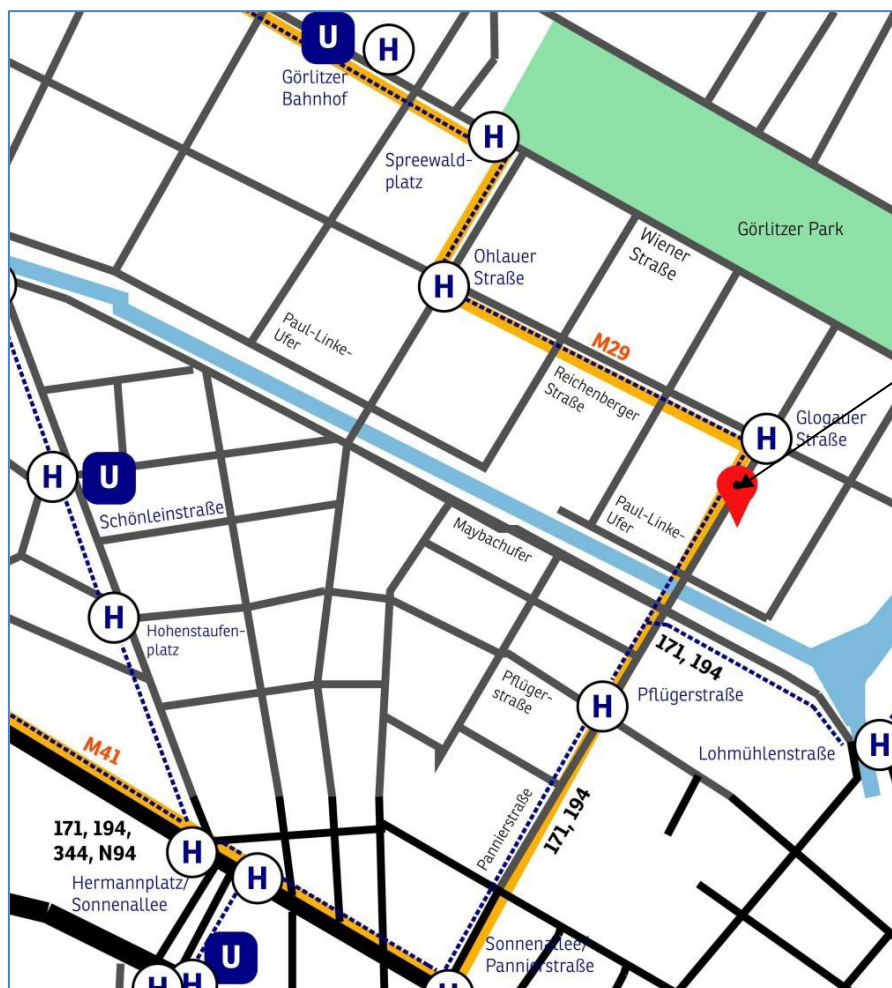 U
H
Görlitzer
Bahnhof
H
Spreewald-
platz
Görlitzer Park
Wiener
Straße
Ohlauer
Straße
H
Paul-Linke-
Ufer
M29
Reichenberger
Straße
H
Glogauer
Straße
H
U
Schönleinstraße
Paul-Linke-
Ufer
Maybachufer
H
Hohenstaufen-
platz
171, 194
Pflüger-
straße
H
Pflügerstraße
Lohmühlenstraße
H
M41
Pannierstraße
171, 194
171, 194,
344, N94
H
Hermannplatz/
Sonnenallee
H
U
Sonnenallee/
Pannierstraße
H
H
H